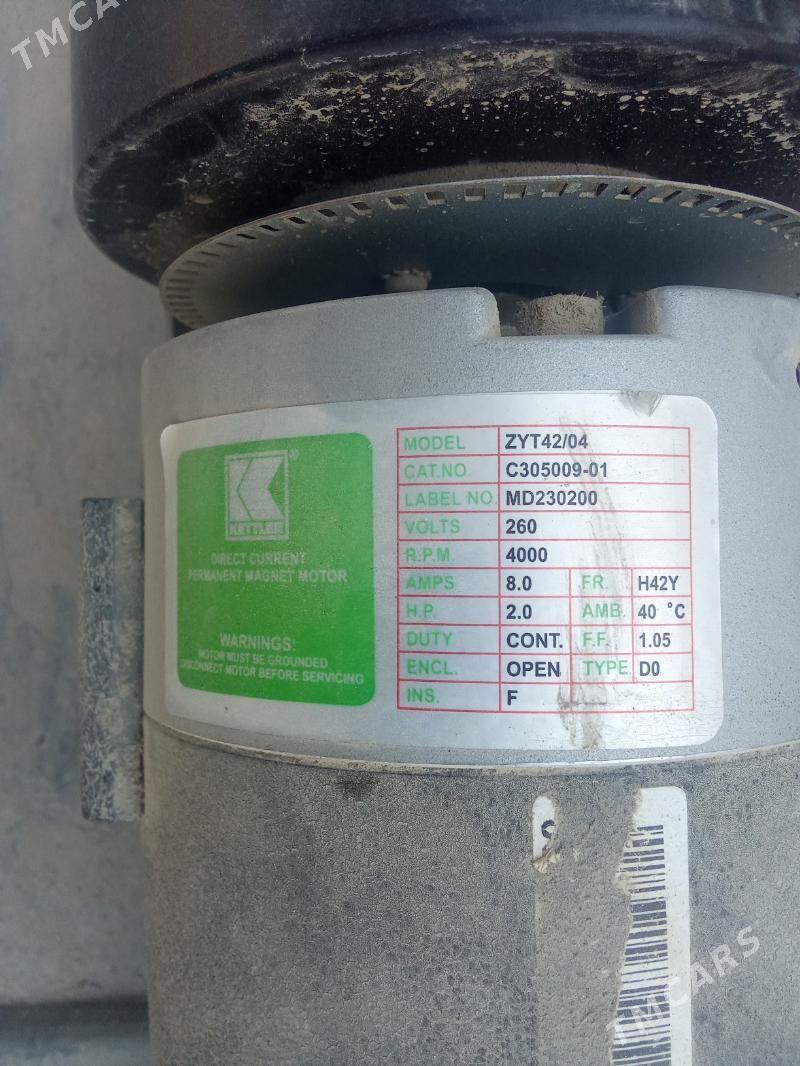 TMCARS
®
KETTLER
DIRECT CURRENT
PERMANENT MAGNET MOTOR
WARNINGS:
MOTOR MUST BE GROUNDED
DISCONNECT MOTOR BEFORE SERVICING
MODEL ZYT42/04
CAT.NO. C305009-01
LABEL NO. MD230200
VOLTS 260
R.P.M. 4000
AMPS 8.0 FR. H42Y
H.P. 2.0 AMB. 40 °C
DUTY CONT. F.F. 1.05
ENCL. OPEN TYPE D0
INS. F
TMCARS